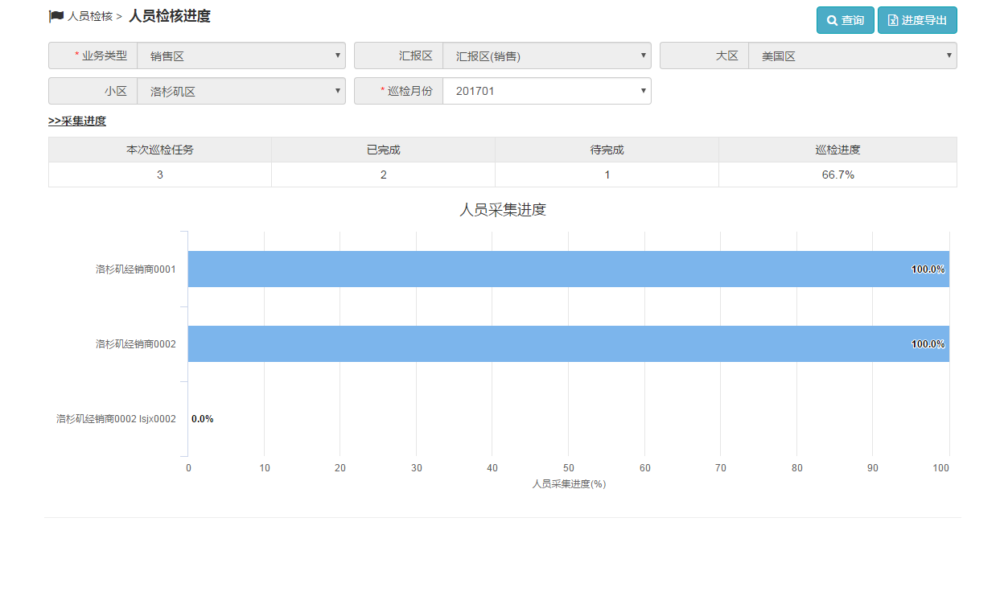 人员检核 > 人员检核进度
查询 进度导出
* 业务类型 销售区 汇报区 汇报区(销售) 大区 美国区
小区 洛杉矶区 * 巡检月份 201701
>>采集进度
本次巡检任务 已完成 待完成 巡检进度
3 2 1 66.7%
人员采集进度
洛杉矶经销商0001 100.0%
洛杉矶经销商0002 100.0%
洛杉矶经销商0002 lsjx0002 0.0%
0 10 20 30 40 50 60 70 80 90 100
人员采集进度(%)